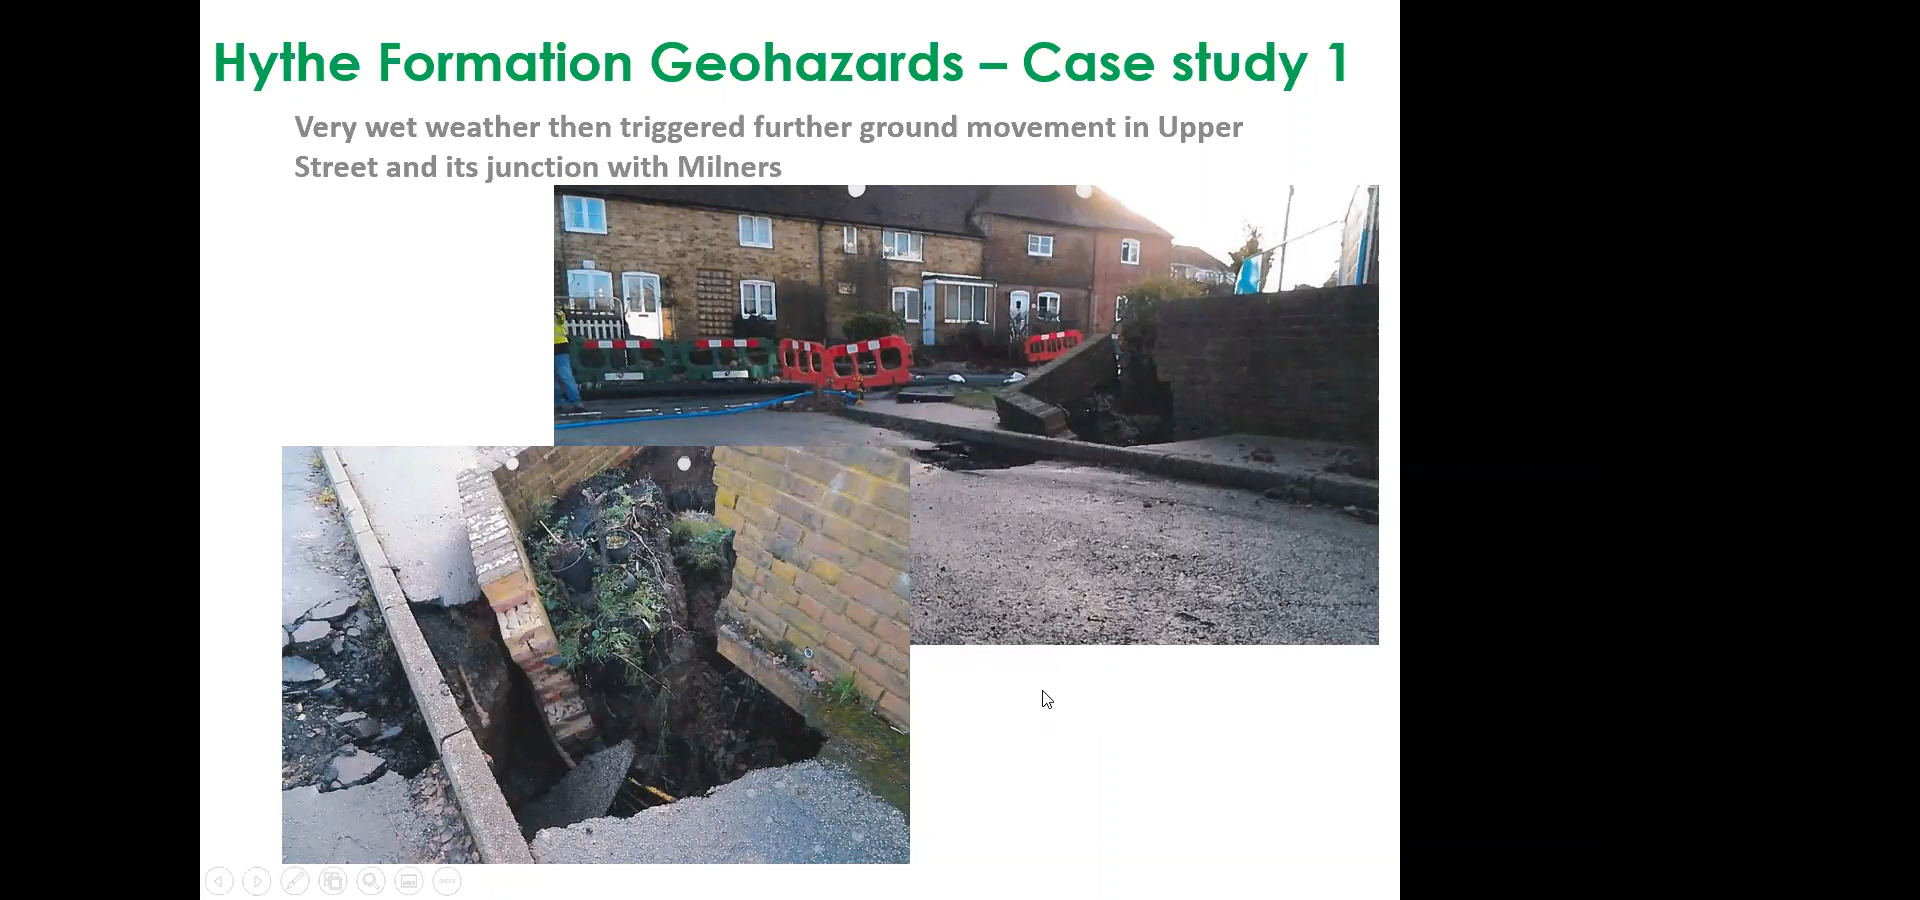 Hythe Formation Geohazards – Case study 1
Very wet weather then triggered further ground movement in Upper
Street and its junction with Milners